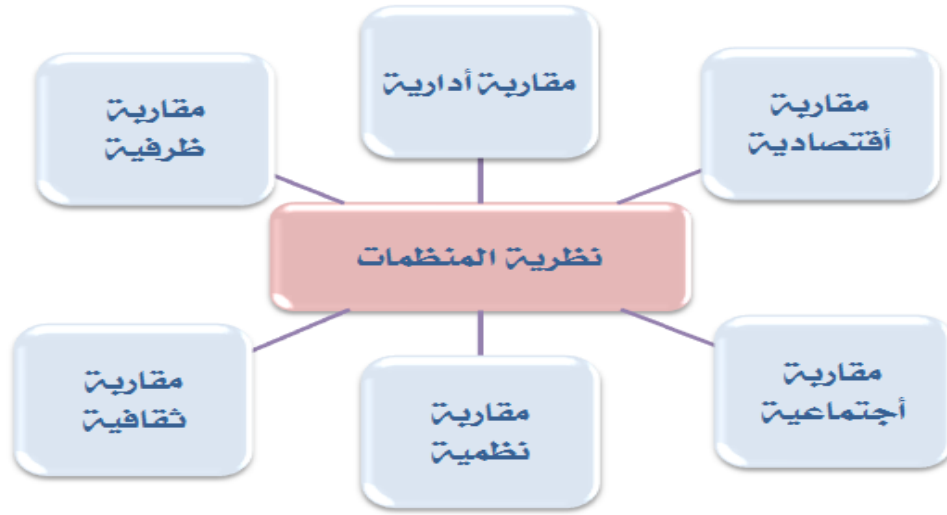 مقاربة أدارية
مقاربة
أقتصادية
مقاربة
ظرفية
نظرية المنظمات
مقاربة
أجتماعية
مقاربة
نظمية
مقاربة
ثقافية